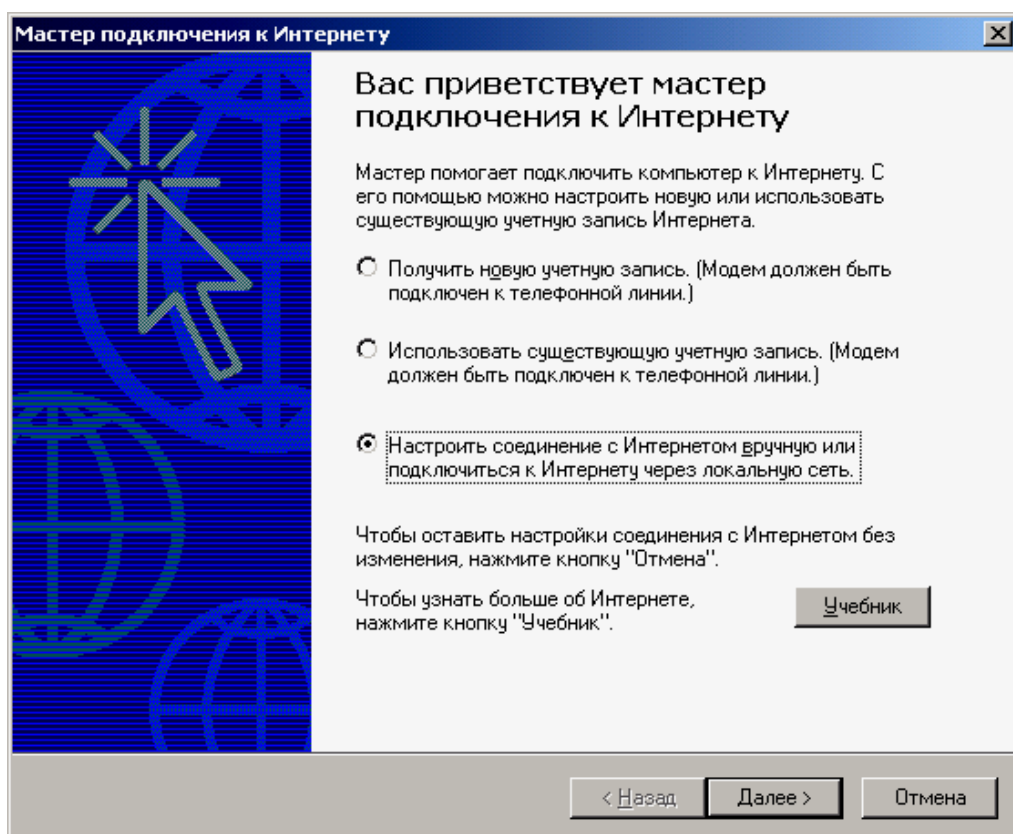 Мастер подключения к Интернету
Вас приветствует мастер
подключения к Интернету
Мастер помогает подключить компьютер к Интернету. С
его помощью можно настроить новую или использовать
существующую учетную запись Интернета.
Получить новую учетную запись. (Модем должен быть
подключен к телефонной линии.)
Использовать существующую учетную запись. (Модем
должен быть подключен к телефонной линии.)
Настроить соединение с Интернетом вручную или
подключиться к Интернету через локальную сеть.
Чтобы оставить настройки соединения с Интернетом без
изменения, нажмите кнопку "Отмена".
Чтобы узнать больше об Интернете,
нажмите кнопку "Учебник".
Учебник
< Назад
Далее >
Отмена